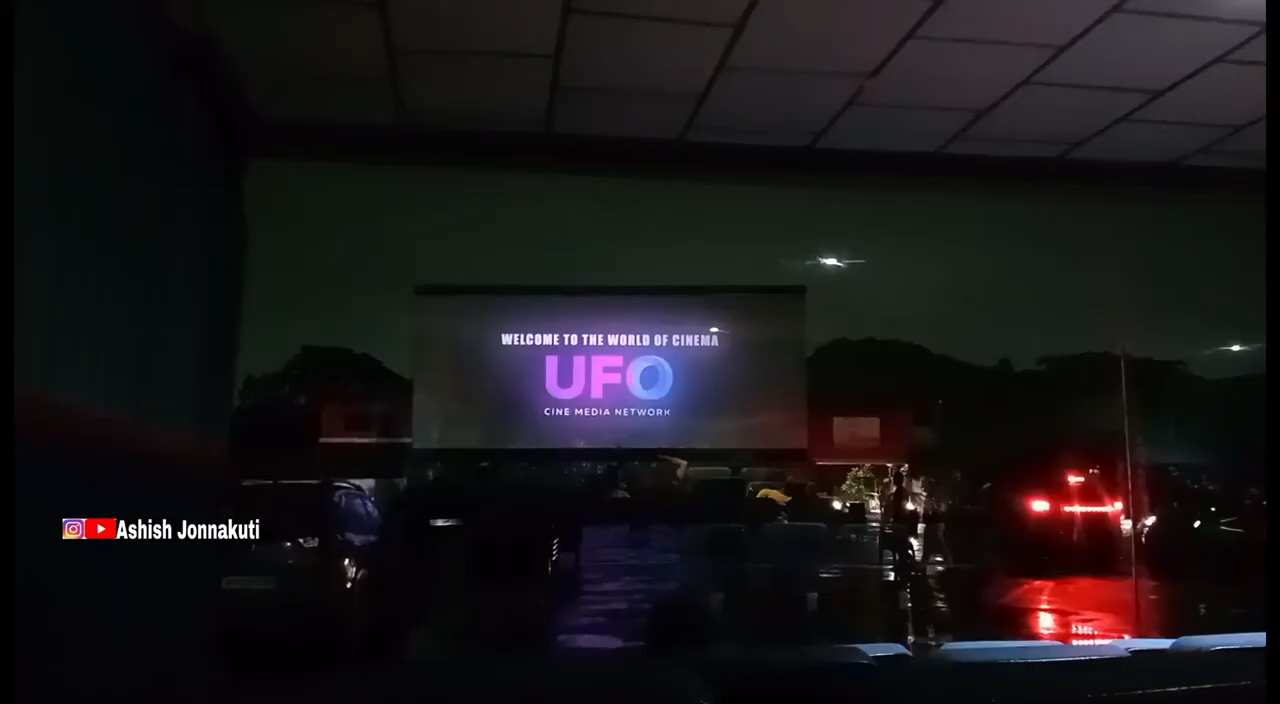 WELCOME TO THE WORLD OF CINEMA
UFO
CINE MEDIA NETWORK
Ashish Jonnakuti